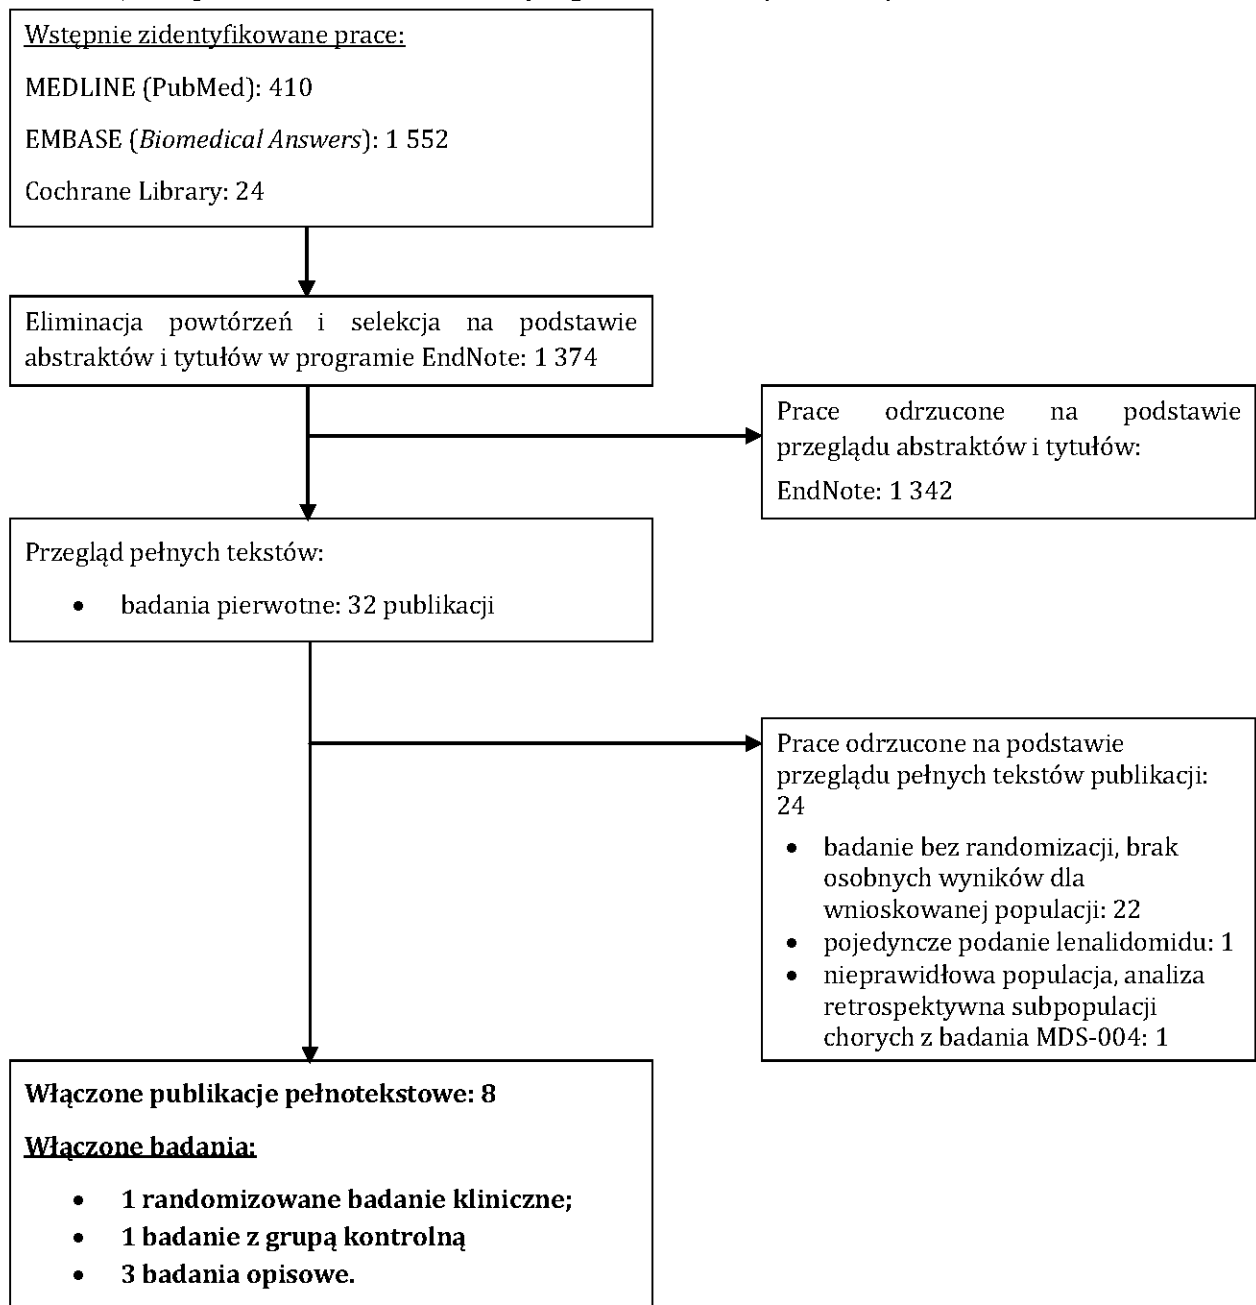 Wstępnie zidentyfikowane prace:
MEDLINE (PubMed): 410
EMBASE (Biomedical Answers): 1 552
Cochrane Library: 24
Eliminacja powtórzeń i selekcja na podstawie
abstraktów i tytułów w programie EndNote: 1 374
Prace odrzucone na podstawie
przeglądu abstraktów i tytułów:
EndNote: 1 342
Przegląd pełnych tekstów:
• badania pierwotne: 32 publikacji
Prace odrzucone na podstawie
przeglądu pełnych tekstów publikacji:
24
• badanie bez randomizacji, brak
osobnych wyników dla
wnioskowanej populacji: 22
• pojedyncze podanie lenalidomidu: 1
• nieprawidłowa populacja, analiza
retrospektywna subpopulacji
chorych z badania MDS-004: 1
Włączone publikacje pełnotekstowe: 8
Włączone badania:
• 1 randomizowane badanie kliniczne;
• 1 badanie z grupą kontrolną
• 3 badania opisowe.